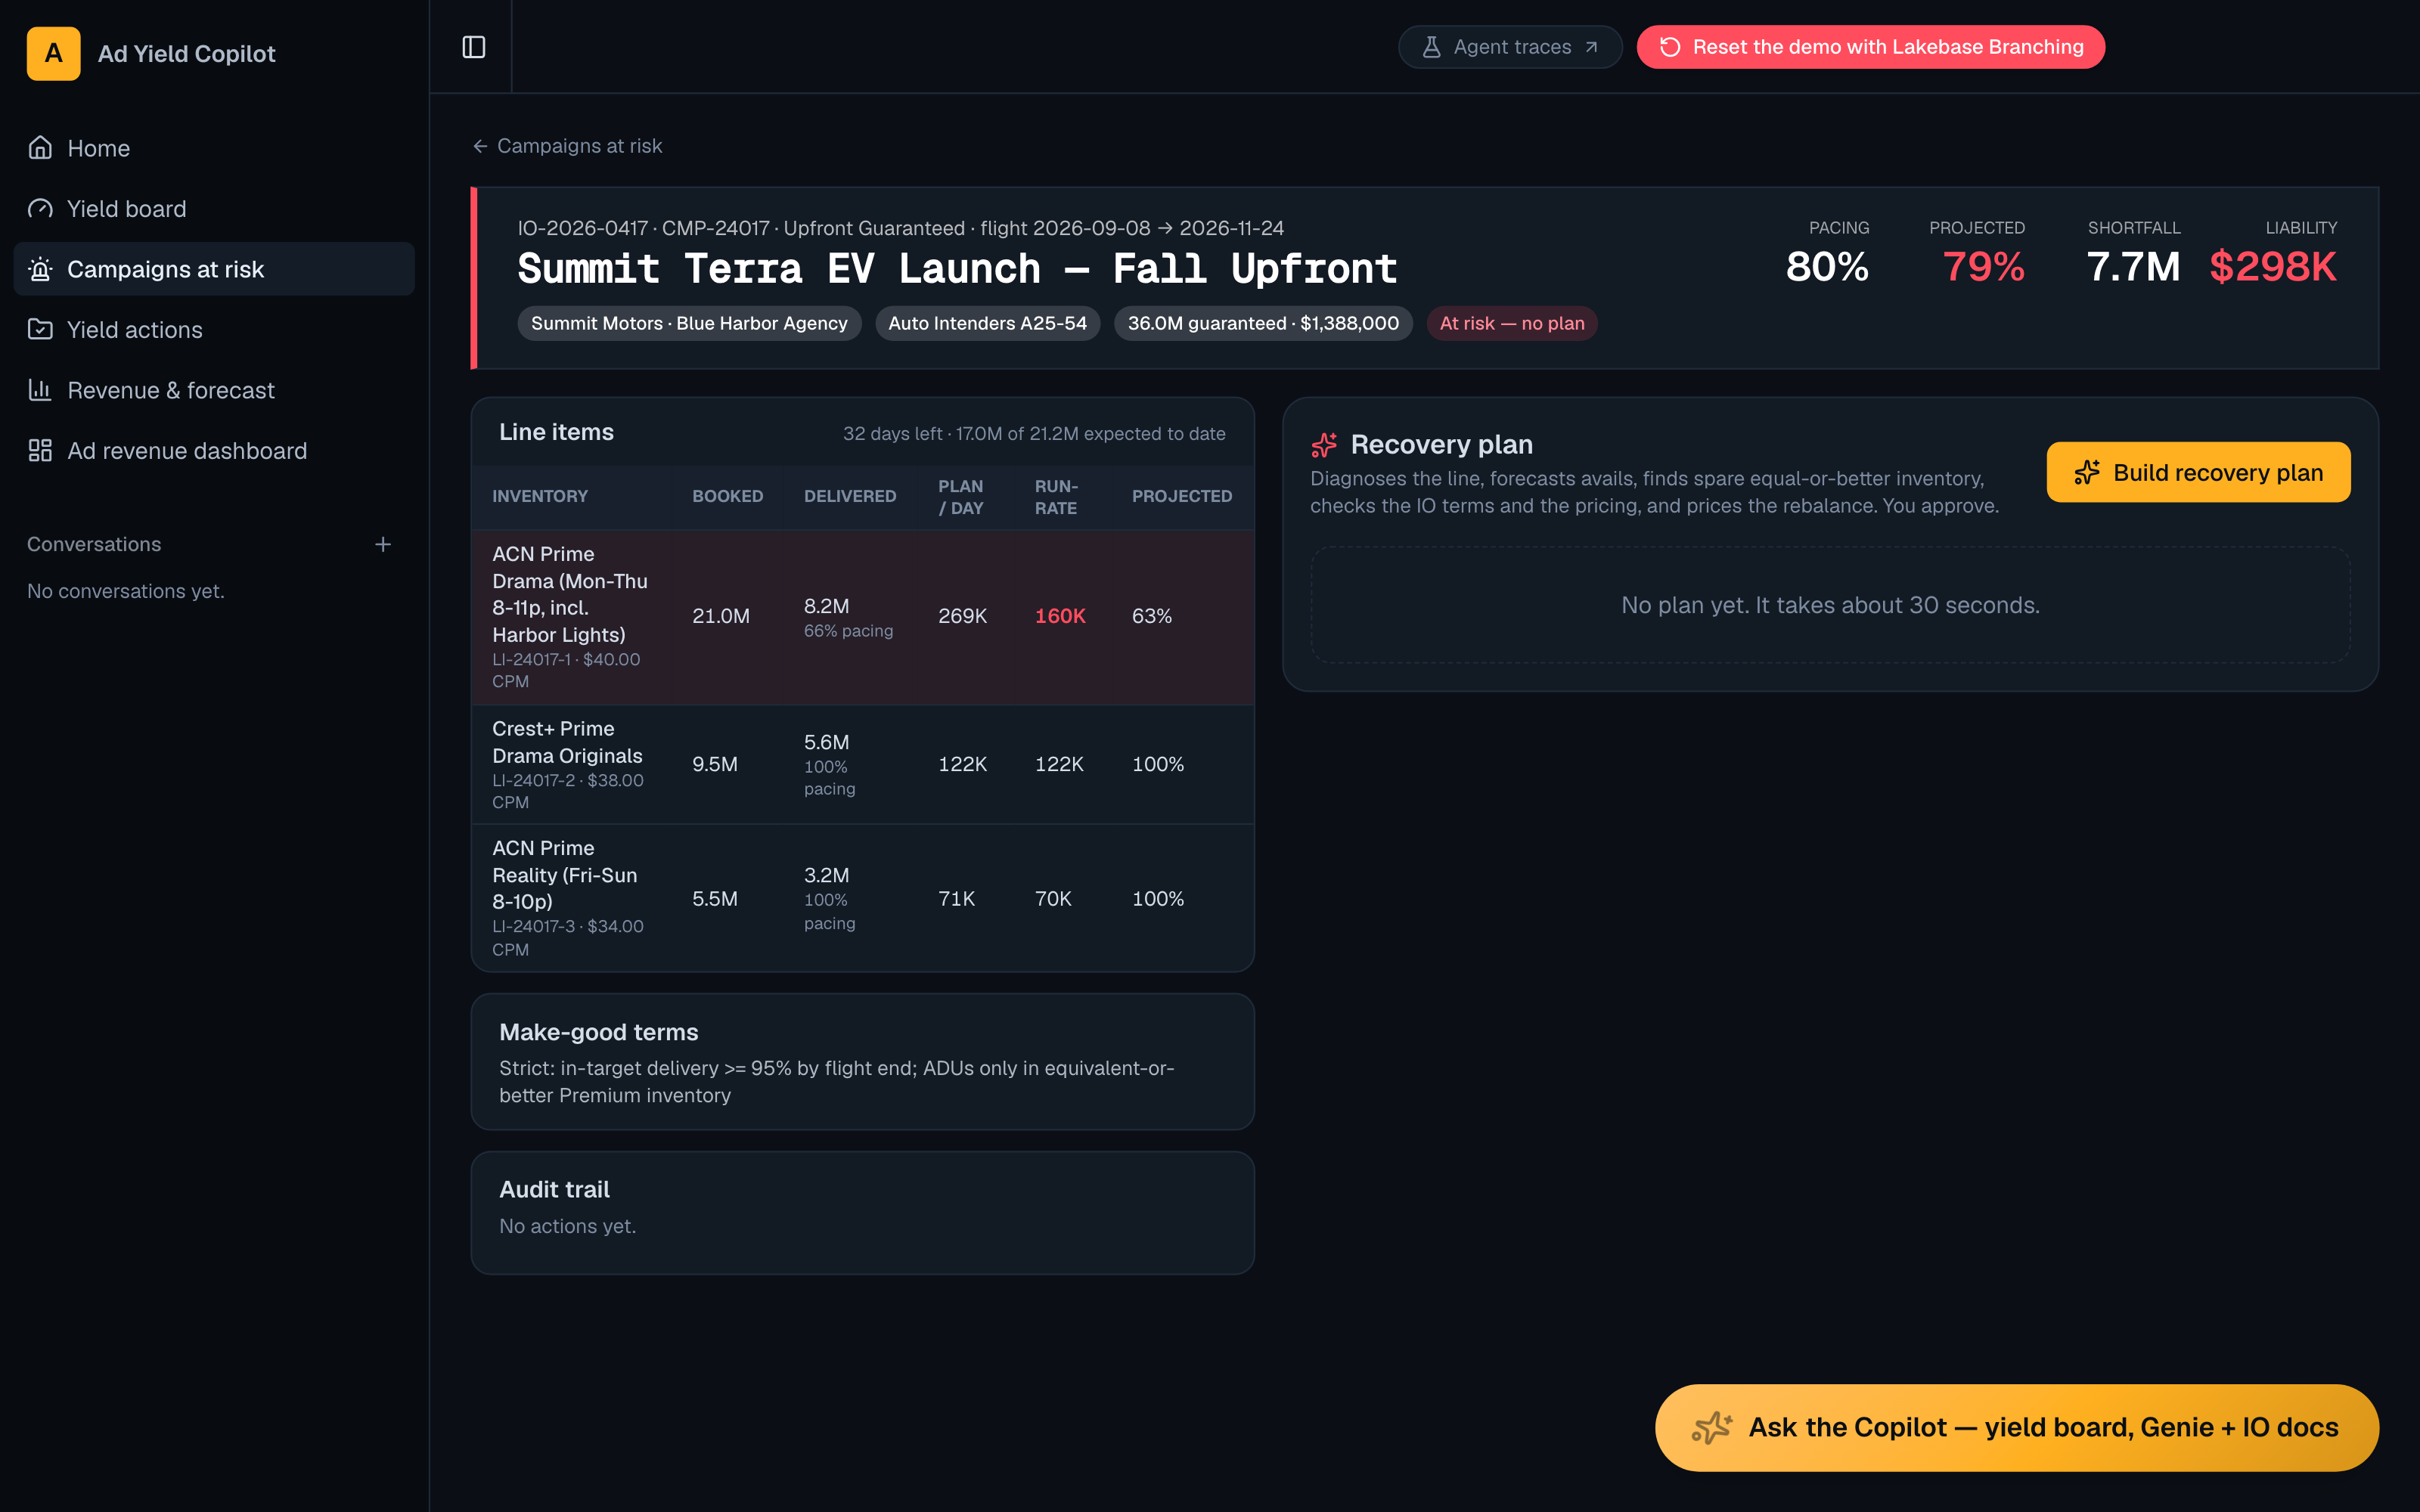 A
Ad Yield Copilot
Home
Yield board
Campaigns at risk
Yield actions
Revenue & forecast
Ad revenue dashboard
Conversations
+
No conversations yet.
Agent traces ↗
Reset the demo with Lakebase Branching
← Campaigns at risk
IO-2026-0417 · CMP-24017 · Upfront Guaranteed · flight 2026-09-08 → 2026-11-24
Summit Terra EV Launch — Fall Upfront
Summit Motors · Blue Harbor Agency
Auto Intenders A25-54
36.0M guaranteed · $1,388,000
At risk — no plan
PACING
80%
PROJECTED
79%
SHORTFALL
7.7M
LIABILITY
$298K
Line items
32 days left · 17.0M of 21.2M expected to date
INVENTORY
BOOKED
DELIVERED
PLAN
/ DAY
RUN-
RATE
PROJECTED
ACN Prime
Drama (Mon-Thu
8-11p, incl.
Harbor Lights)
LI-24017-1 · $40.00
CPM
21.0M
8.2M
66% pacing
269K
160K
63%
Crest+ Prime
Drama Originals
LI-24017-2 · $38.00
CPM
9.5M
5.6M
100%
pacing
122K
122K
100%
ACN Prime
Reality (Fri-Sun
8-10p)
LI-24017-3 · $34.00
CPM
5.5M
3.2M
100%
pacing
71K
70K
100%
Make-good terms
Strict: in-target delivery >= 95% by flight end; ADUs only in equivalent-or-
better Premium inventory
Audit trail
No actions yet.
Recovery plan
Diagnoses the line, forecasts avails, finds spare equal-or-better inventory,
checks the IO terms and the pricing, and prices the rebalance. You approve.
Build recovery plan
No plan yet. It takes about 30 seconds.
Ask the Copilot — yield board, Genie + IO docs